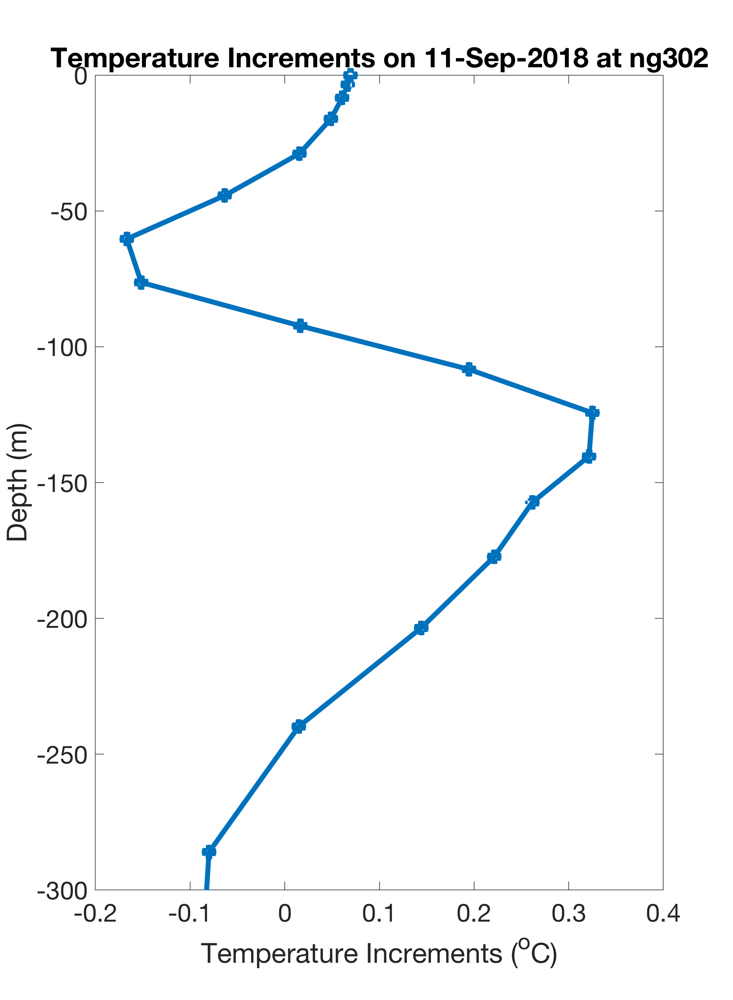 Temperature Increments on 11-Sep-2018 at ng302
0
-50
-100
-150
-200
-250
-300
Depth (m)
-0.2 -0.1 0 0.1 0.2 0.3 0.4
Temperature Increments (oC)